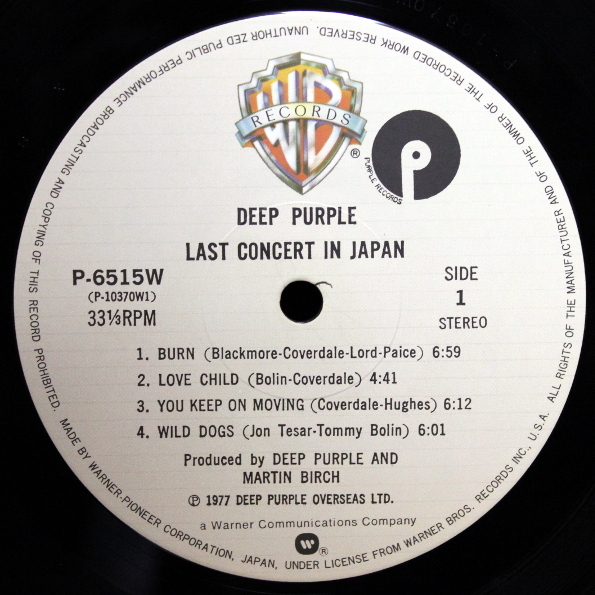 WB
RECORDS
®
P
PURPLE RECORDS
DEEP PURPLE
LAST CONCERT IN JAPAN
P-6515W
(P-10370W1)
33⅓RPM
SIDE
1
STEREO
1. BURN (Blackmore-Coverdale-Lord-Paice) 6:59
2. LOVE CHILD (Bolin-Coverdale) 4:41
3. YOU KEEP ON MOVING (Coverdale-Hughes) 6:12
4. WILD DOGS (Jon Tesar-Tommy Bolin) 6:01
Produced by DEEP PURPLE AND
MARTIN BIRCH
℗ 1977 DEEP PURPLE OVERSEAS LTD.
a Warner Communications Company
®
MADE BY WARNER-PIONEER CORPORATION, JAPAN, UNDER LICENSE FROM WARNER BROS. RECORDS INC., U.S.A. ALL RIGHTS OF THE MANUFACTURER AND OF THE OWNER OF THE RECORDED WORK RESERVED. UNAUTHORIZED PUBLIC PERFORMANCE BROADCASTING AND COPYING OF THIS RECORD PROHIBITED.